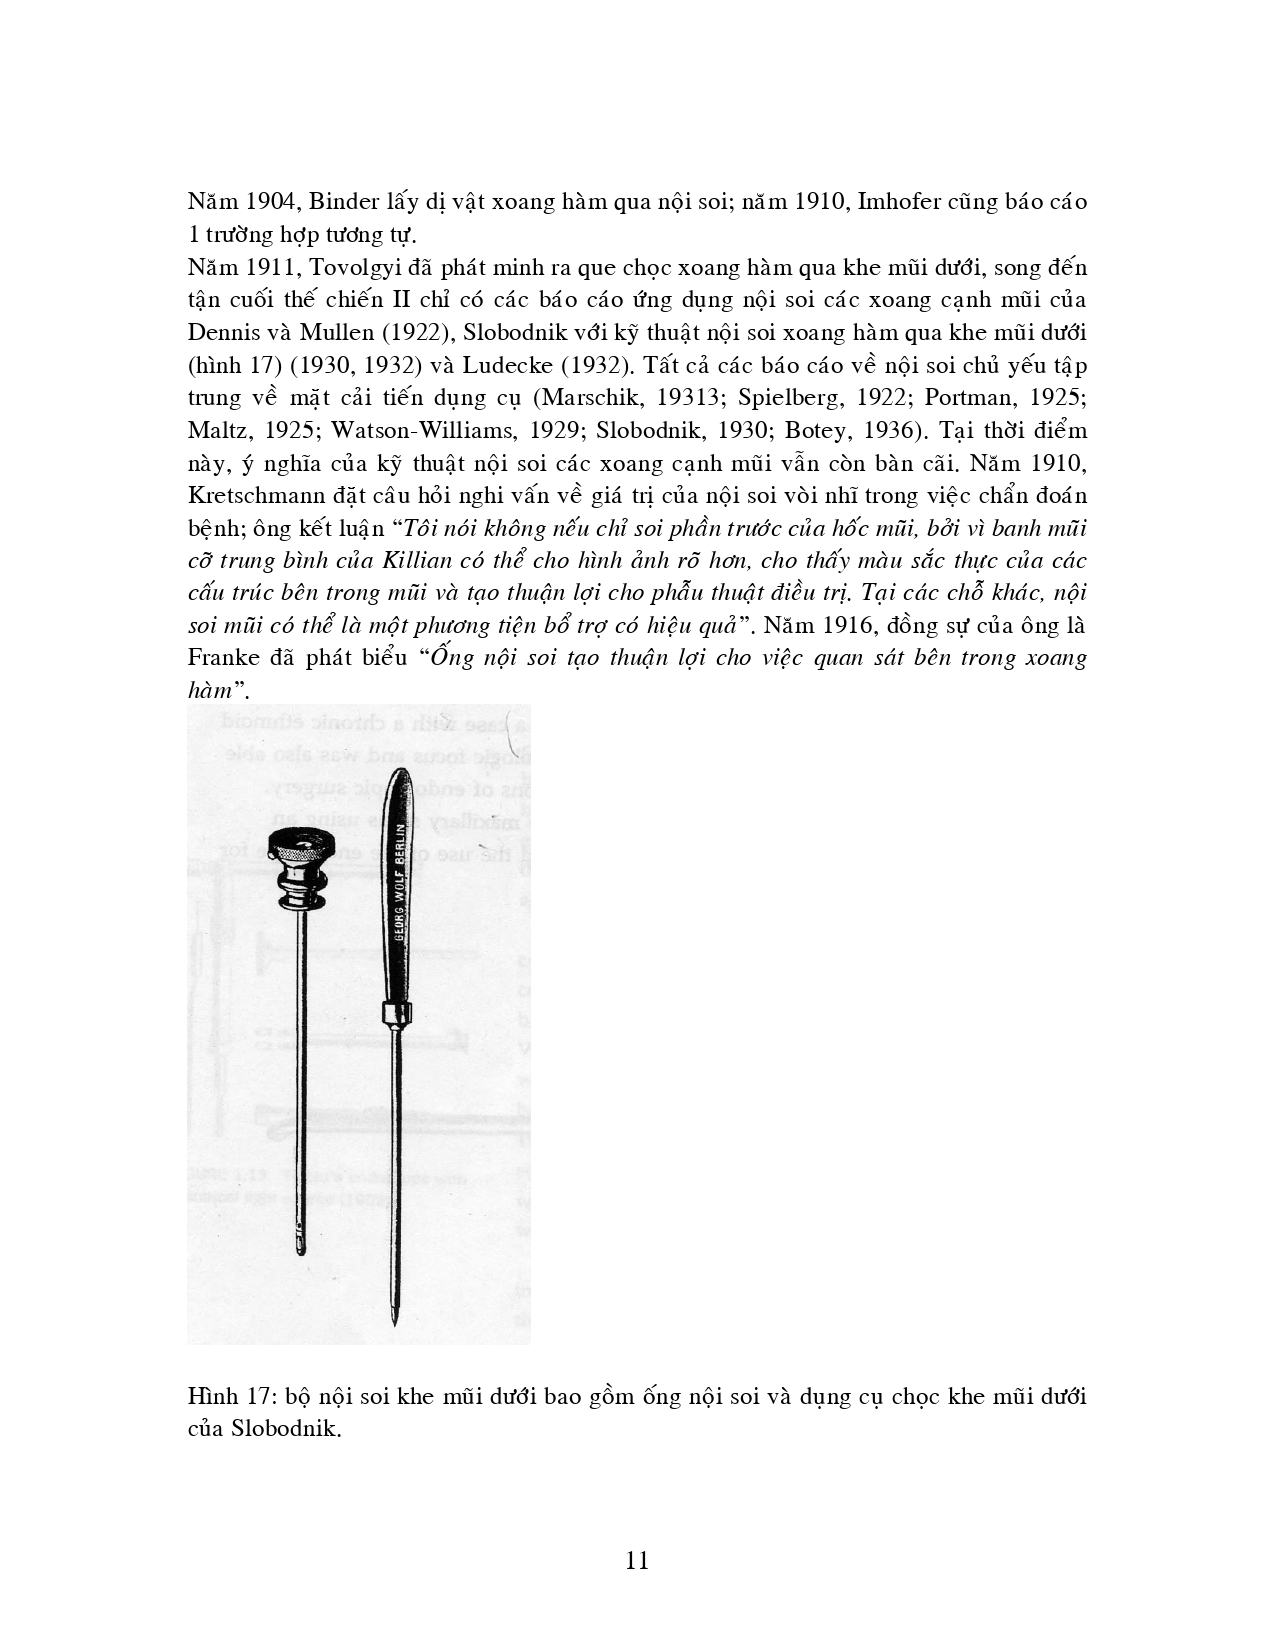 Năm 1904, Binder lấy dị vật xoang hàm qua nội soi; năm 1910, Imhofer cũng báo cáo
1 trường hợp tương tự.
Năm 1911, Tovolgyi đã phát minh ra que chọc xoang hàm qua khe mũi dưới, song đến
tận cuối thế chiến II chỉ có các báo cáo ứng dụng nội soi các xoang cạnh mũi của
Dennis và Mullen (1922), Slobodnik với kỹ thuật nội soi xoang hàm qua khe mũi dưới
(hình 17) (1930, 1932) và Ludecke (1932). Tất cả các báo cáo về nội soi chủ yếu tập
trung về mặt cải tiến dụng cụ (Marschik, 19313; Spielberg, 1922; Portman, 1925;
Maltz, 1925; Watson-Williams, 1929; Slobodnik, 1930; Botey, 1936). Tại thời điểm
này, ý nghĩa của kỹ thuật nội soi các xoang cạnh mũi vẫn còn bàn cãi. Năm 1910,
Kretschmann đặt câu hỏi nghi vấn về giá trị của nội soi vòi nhĩ trong việc chẩn đoán
bệnh; ông kết luận “Tôi nói không nếu chỉ soi phần trước của hốc mũi, bởi vì banh mũi
cỡ trung bình của Killian có thể cho hình ảnh rõ hơn, cho thấy màu sắc thực của các
cấu trúc bên trong mũi và tạo thuận lợi cho phẫu thuật điều trị. Tại các chỗ khác, nội
soi mũi có thể là một phương tiện bổ trợ có hiệu quả”. Năm 1916, đồng sự của ông là
Franke đã phát biểu “Ống nội soi tạo thuận lợi cho việc quan sát bên trong xoang
hàm”.
GEORG WOLF BERLIN
Hình 17: bộ nội soi khe mũi dưới bao gồm ống nội soi và dụng cụ chọc khe mũi dưới
của Slobodnik.
11